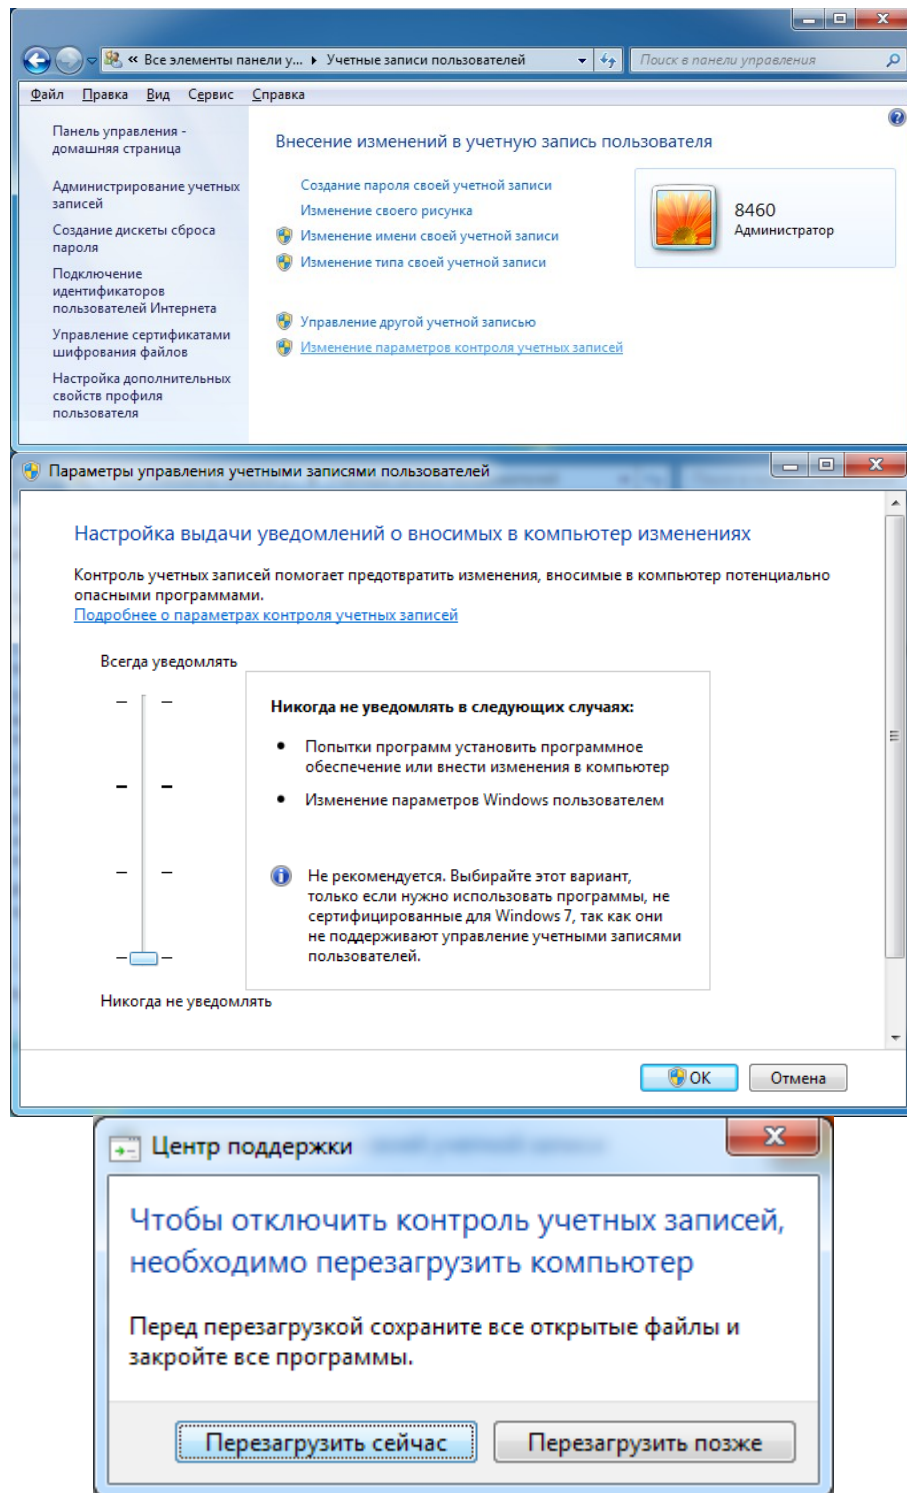 « Все элементы панели у... ▸ Учетные записи пользователей
Поиск в панели управления
Файл Правка Вид Сервис Справка
Панель управления -
домашняя страница
Администрирование учетных
записей
Создание дискеты сброса
пароля
Подключение
идентификаторов
пользователей Интернета
Управление сертификатами
шифрования файлов
Настройка дополнительных
свойств профиля
пользователя
Внесение изменений в учетную запись пользователя
Создание пароля своей учетной записи
Изменение своего рисунка
Изменение имени своей учетной записи
Изменение типа своей учетной записи
8460
Администратор
Управление другой учетной записью
Изменение параметров контроля учетных записей
Параметры управления учетными записями пользователей
Настройка выдачи уведомлений о вносимых в компьютер изменениях
Контроль учетных записей помогает предотвратить изменения, вносимые в компьютер потенциально
опасными программами.
Подробнее о параметрах контроля учетных записей
Всегда уведомлять
Никогда не уведомлять в следующих случаях:
• Попытки программ установить программное
обеспечение или внести изменения в компьютер
• Изменение параметров Windows пользователем
Не рекомендуется. Выбирайте этот вариант,
только если нужно использовать программы, не
сертифицированные для Windows 7, так как они
не поддерживают управление учетными записями
пользователей.
Никогда не уведомлять
OK Отмена
Центр поддержки
Чтобы отключить контроль учетных записей,
необходимо перезагрузить компьютер
Перед перезагрузкой сохраните все открытые файлы и
закройте все программы.
Перезагрузить сейчас Перезагрузить позже